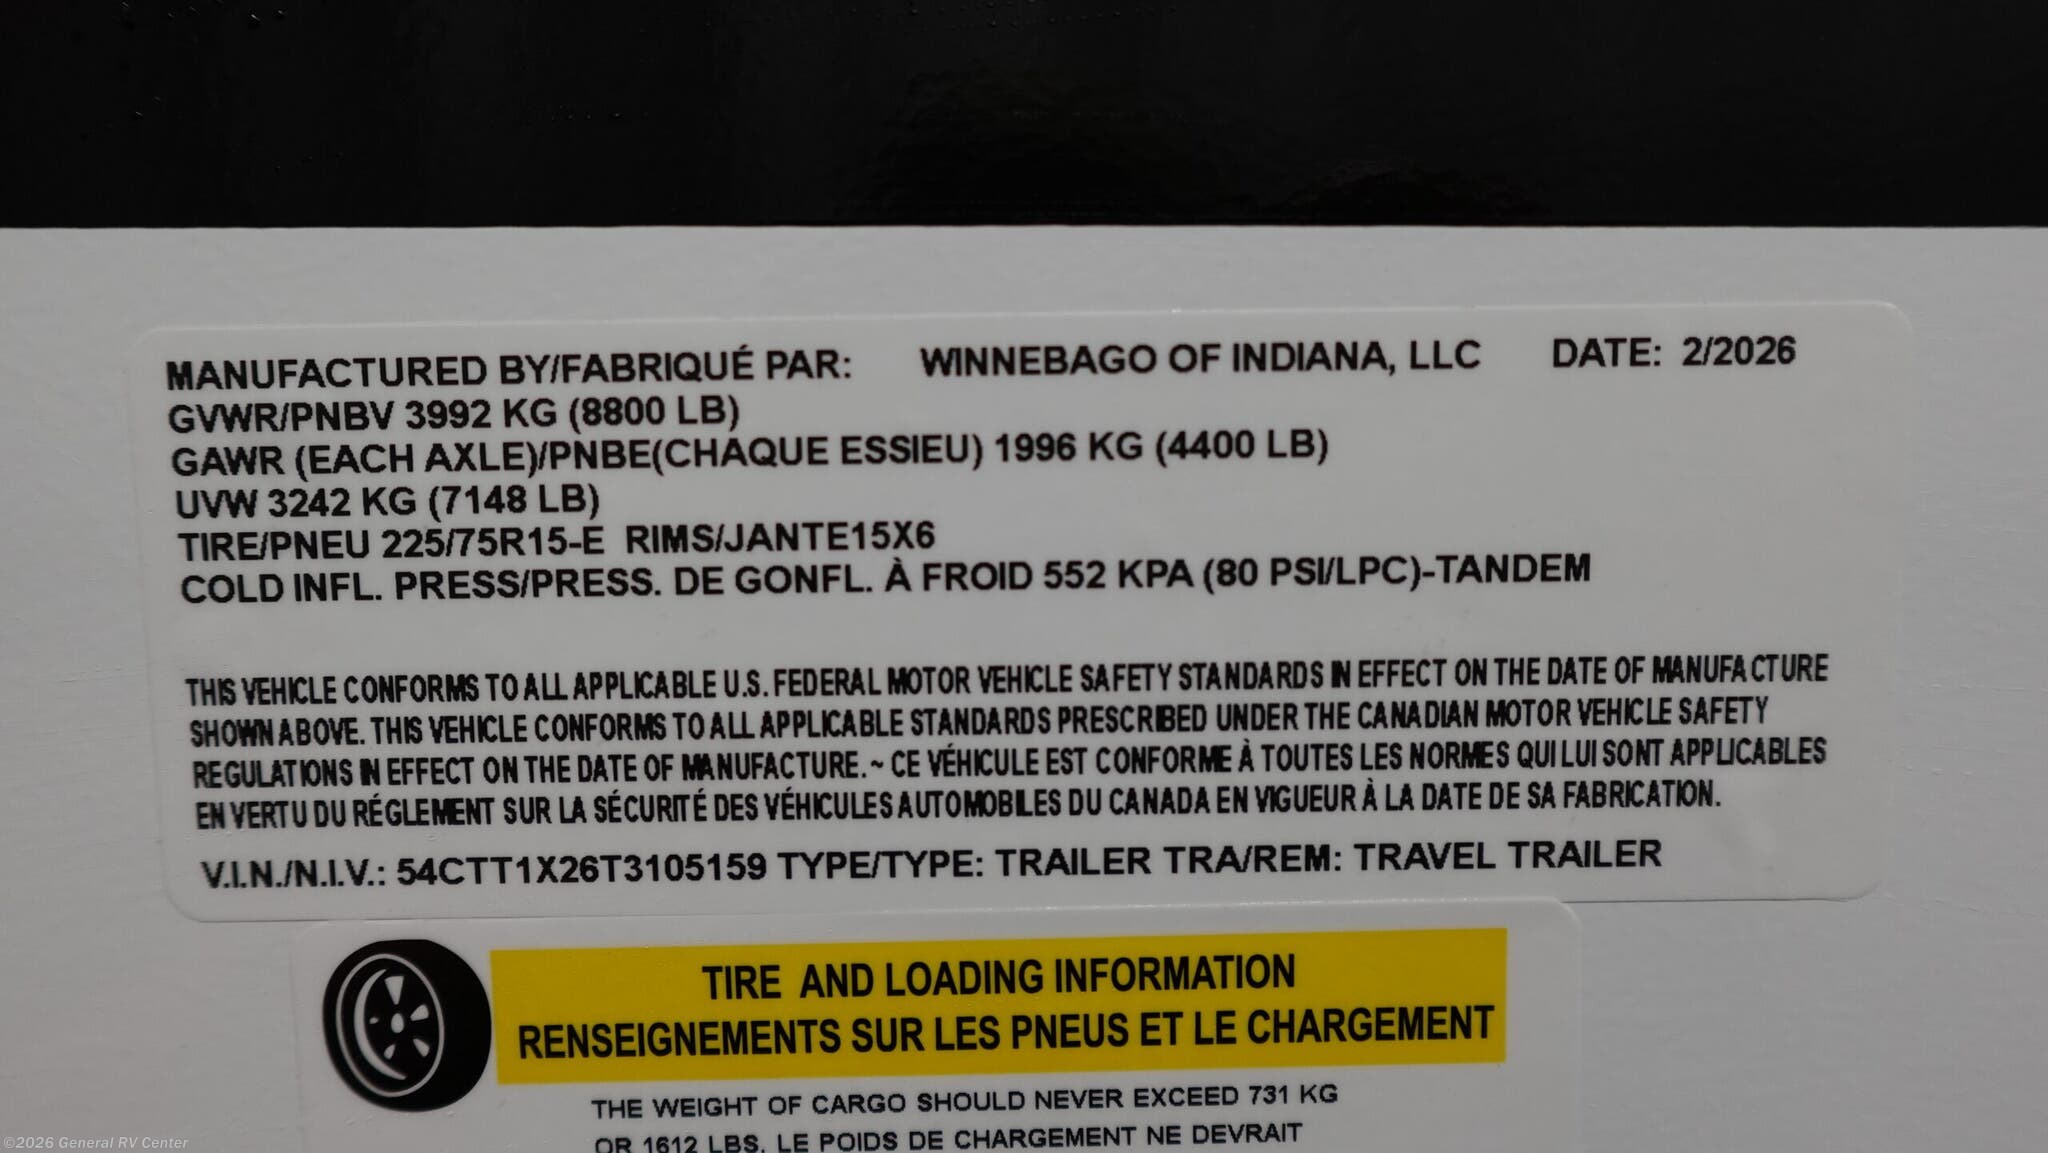 MANUFACTURED BY/FABRIQUÉ PAR: WINNEBAGO OF INDIANA, LLC DATE: 2/2026
GVWR/PNBV 3992 KG (8800 LB)
GAWR (EACH AXLE)/PNBE(CHAQUE ESSIEU) 1996 KG (4400 LB)
UVW 3242 KG (7148 LB)
TIRE/PNEU 225/75R15-E RIMS/JANTE15X6
COLD INFL. PRESS/PRESS. DE GONFL. À FROID 552 KPA (80 PSI/LPC)-TANDEM
THIS VEHICLE CONFORMS TO ALL APPLICABLE U.S. FEDERAL MOTOR VEHICLE SAFETY STANDARDS IN EFFECT ON THE DATE OF MANUFACTURE
SHOWN ABOVE. THIS VEHICLE CONFORMS TO ALL APPLICABLE STANDARDS PRESCRIBED UNDER THE CANADIAN MOTOR VEHICLE SAFETY
REGULATIONS IN EFFECT ON THE DATE OF MANUFACTURE. ~ CE VÉHICULE EST CONFORME À TOUTES LES NORMES QUI LUI SONT APPLICABLES
EN VERTU DU RÉGLEMENT SUR LA SÉCURITÉ DES VÉHICULES AUTOMOBILES DU CANADA EN VIGUEUR À LA DATE DE SA FABRICATION.
V.I.N./N.I.V.: 54CTT1X26T3105159 TYPE/TYPE: TRAILER TRA/REM: TRAVEL TRAILER
TIRE AND LOADING INFORMATION
RENSEIGNEMENTS SUR LES PNEUS ET LE CHARGEMENT
THE WEIGHT OF CARGO SHOULD NEVER EXCEED 731 KG
OR 1612 LBS. LE POIDS DE CHARGEMENT NE DEVRAIT
©2026 General RV Center